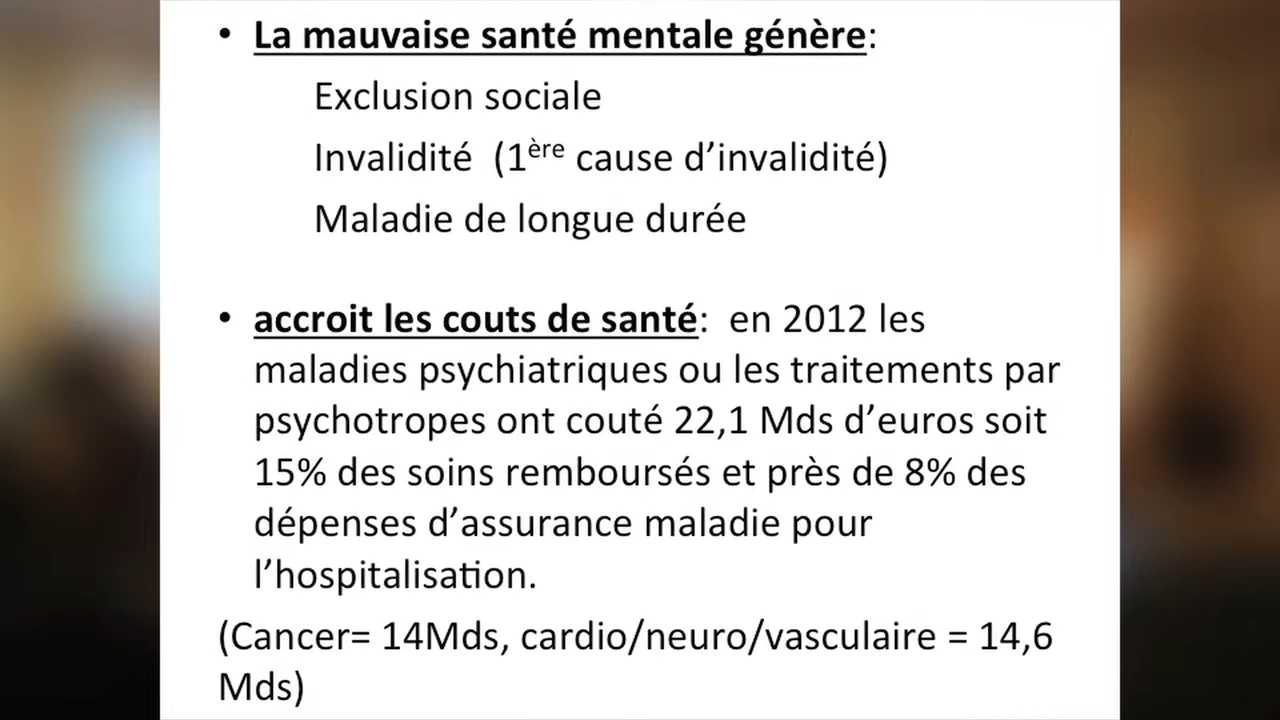 • La mauvaise santé mentale génère:
Exclusion sociale
Invalidité (1ère cause d’invalidité)
Maladie de longue durée
• accroit les couts de santé: en 2012 les
maladies psychiatriques ou les traitements par
psychotropes ont couté 22,1 Mds d’euros soit
15% des soins remboursés et près de 8% des
dépenses d’assurance maladie pour
l’hospitalisation.
(Cancer= 14Mds, cardio/neuro/vasculaire = 14,6
Mds)